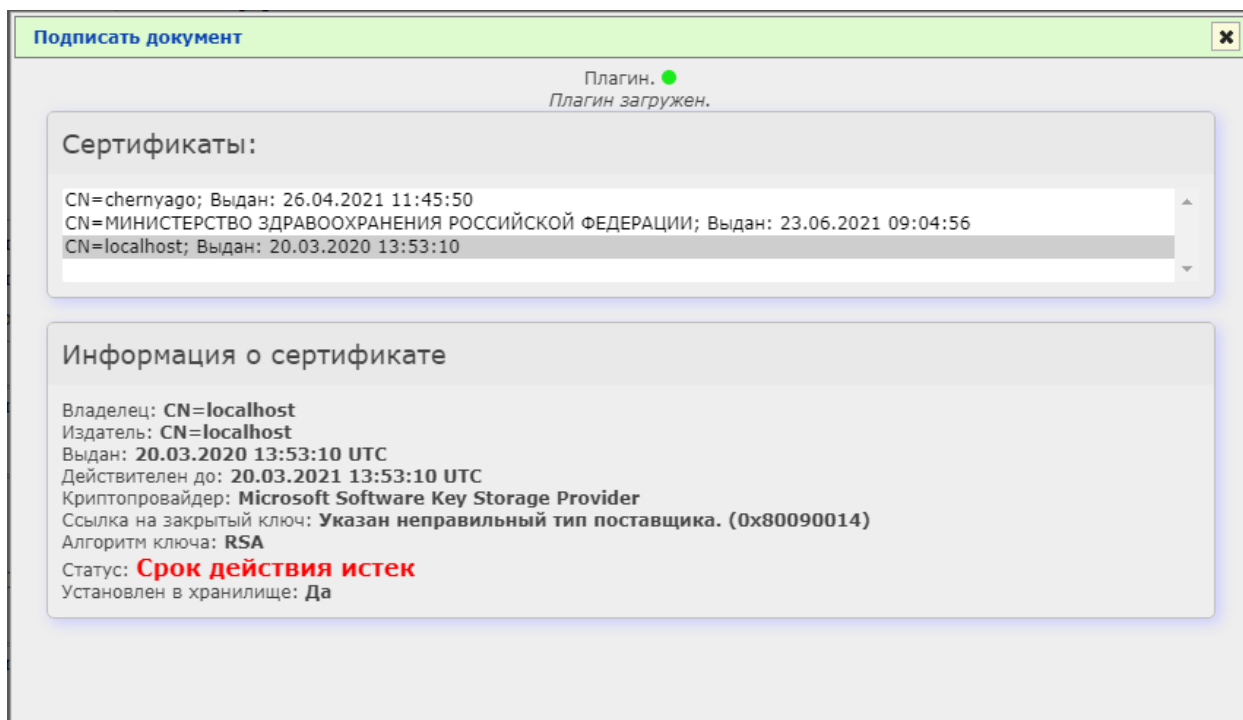 Подписать документ
Плагин.
Плагин загружен.
Сертификаты:
CN=chernyago; Выдан: 26.04.2021 11:45:50
CN=МИНИСТЕРСТВО ЗДРАВООХРАНЕНИЯ РОССИЙСКОЙ ФЕДЕРАЦИИ; Выдан: 23.06.2021 09:04:56
CN=localhost; Выдан: 20.03.2020 13:53:10
Информация о сертификате
Владелец: CN=localhost
Издатель: CN=localhost
Выдан: 20.03.2020 13:53:10 UTC
Действителен до: 20.03.2021 13:53:10 UTC
Криптопровайдер: Microsoft Software Key Storage Provider
Ссылка на закрытый ключ: Указан неправильный тип поставщика. (0x80090014)
Алгоритм ключа: RSA
Статус: Срок действия истек
Установлен в хранилище: Да